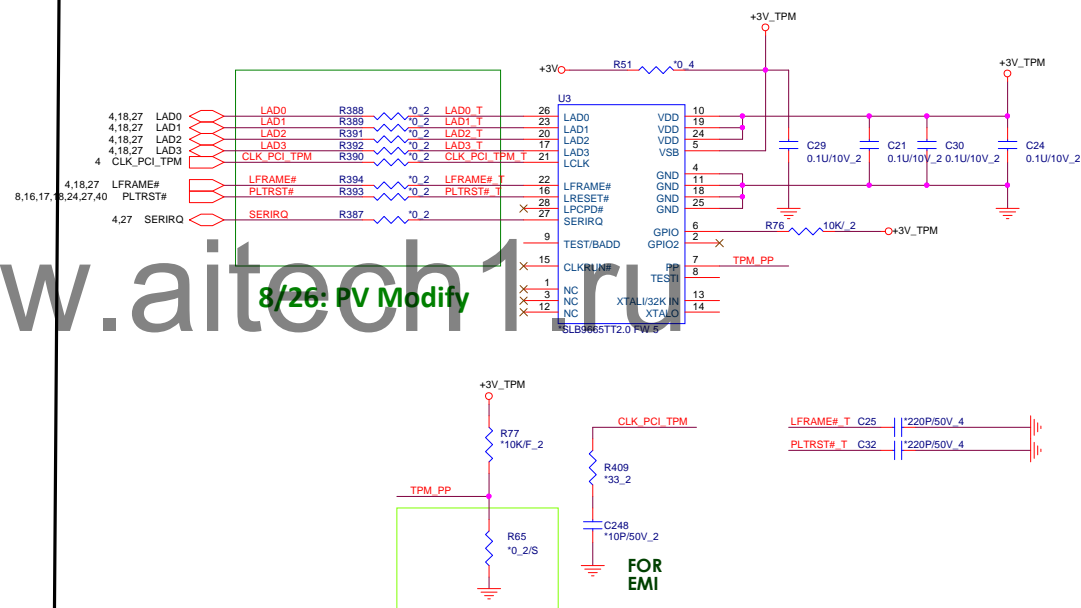 +3V_TPM
+3V R51 *0_4 +3V_TPM
U3
4,18,27 LAD0 LAD0 R388 *0_2 LAD0_T 26 LAD0 VDD 10
4,18,27 LAD1 LAD1 R389 *0_2 LAD1_T 23 LAD1 VDD 19
4,18,27 LAD2 LAD2 R391 *0_2 LAD2_T 20 LAD2 VDD 24
4,18,27 LAD3 LAD3 R392 *0_2 LAD3_T 17 LAD3 VSB 5
4 CLK_PCI_TPM CLK_PCI_TPM R390 *0_2 CLK_PCI_TPM_T 21 LCLK
C29 C21 C30 C24
0.1U/10V_2 0.1U/10V_2 0.1U/10V_2 0.1U/10V_2
GND 4
4,18,27 LFRAME# LFRAME# R394 *0_2 LFRAME#_T 22 LFRAME# GND 11
8,16,17,18,24,27,40 PLTRST# PLTRST# R393 *0_2 PLTRST#_T 16 LRESET# GND 18
28 LPCPD# GND 25
4,27 SERIRQ SERIRQ R387 *0_2 27 SERIRQ
GPIO 6 R76 10K/_2 +3V_TPM
9 TEST/BADD GPIO2 2
15 CLKRUN# PP 7 TPM_PP
TESTI 8
1 NC
3 NC XTALI/32K IN 13
12 NC XTALO 14
*SLB9665TT2.0 FW 5
8/26: PV Modify
w.aitech1.ru
+3V_TPM
R77
*10K/F_2
TPM_PP
R65
*0_2/S
CLK_PCI_TPM
R409
*33_2
C248
*10P/50V_2
FOR
EMI
LFRAME#_T C25 *220P/50V_4
PLTRST#_T C32 *220P/50V_4